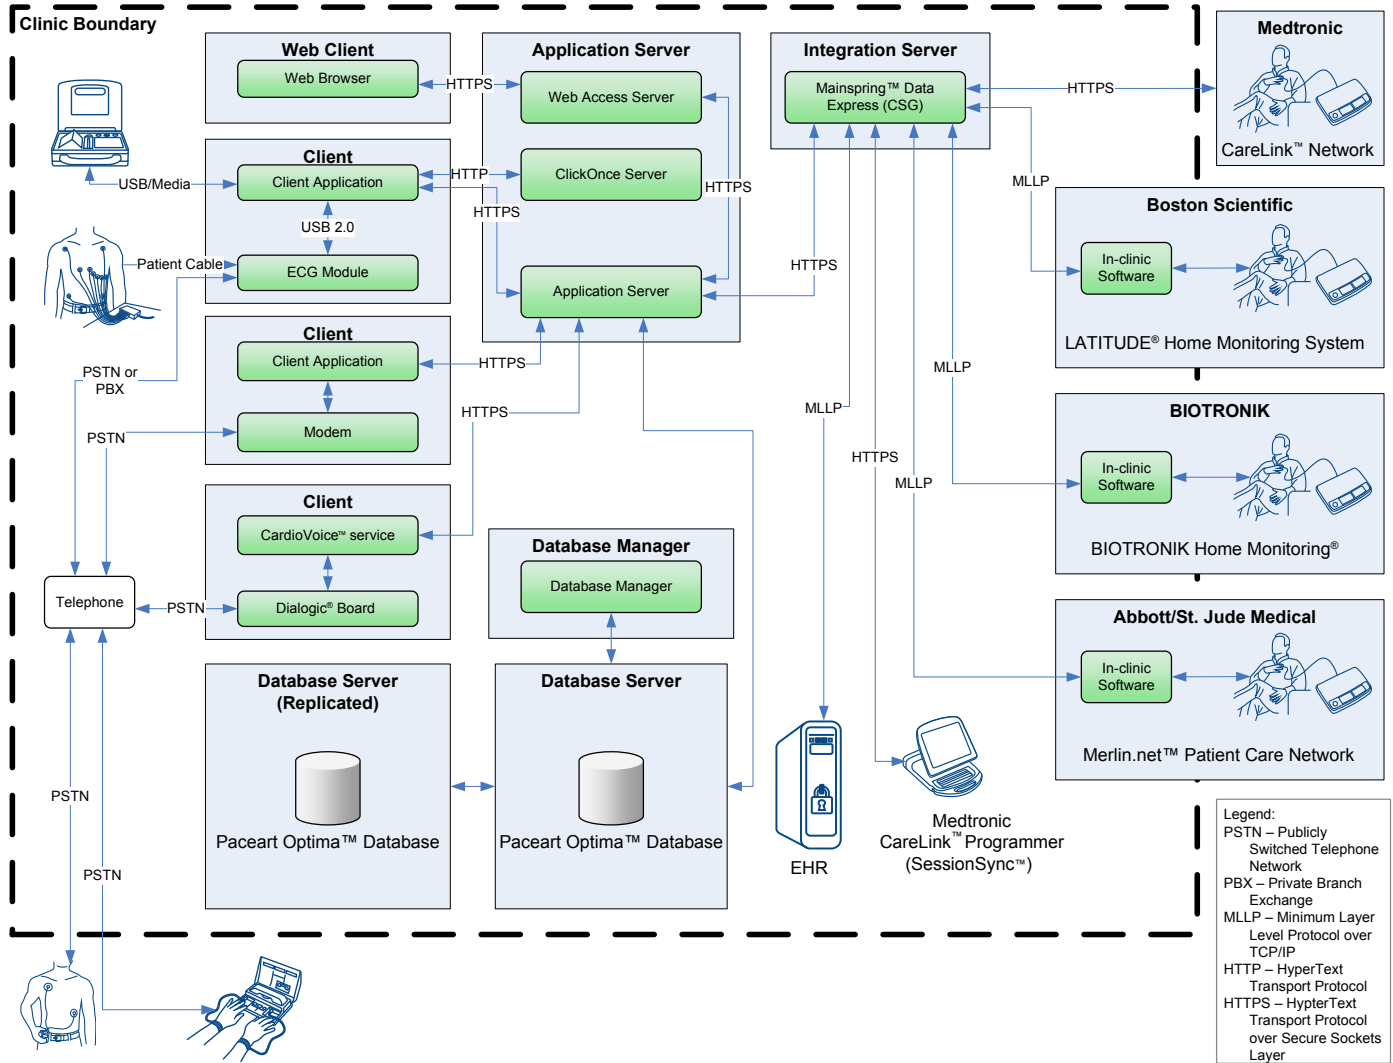 Clinic Boundary
Web Client
Web Browser
HTTPS
Application Server
Web Access Server
ClickOnce Server
Application Server
HTTPS
Integration Server
Mainspring™ Data
Express (CSG)
HTTPS
Medtronic
CareLink™ Network
USB/Media
Client
Client Application
USB 2.0
ECG Module
HTTP
HTTPS
Patient Cable
MLLP
Boston Scientific
In-clinic
Software
LATITUDE® Home Monitoring System
HTTPS
Client
Client Application
Modem
HTTPS
PSTN or
PBX
PSTN
HTTPS
MLLP
MLLP
HTTPS
MLLP
BIOTRONIK
In-clinic
Software
BIOTRONIK Home Monitoring®
Client
CardioVoice™ service
Dialogic® Board
Telephone
PSTN
Database Manager
Database Manager
Abbott/St. Jude Medical
In-clinic
Software
Merlin.net™ Patient Care Network
Database Server
(Replicated)
Paceart Optima™ Database
Database Server
Paceart Optima™ Database
EHR
Medtronic
CareLink™ Programmer
(SessionSync™)
PSTN
PSTN
Legend:
PSTN – Publicly
Switched Telephone
Network
PBX – Private Branch
Exchange
MLLP – Minimum Layer
Level Protocol over
TCP/IP
HTTP – HyperText
Transport Protocol
HTTPS – HypterText
Transport Protocol
over Secure Sockets
Layer